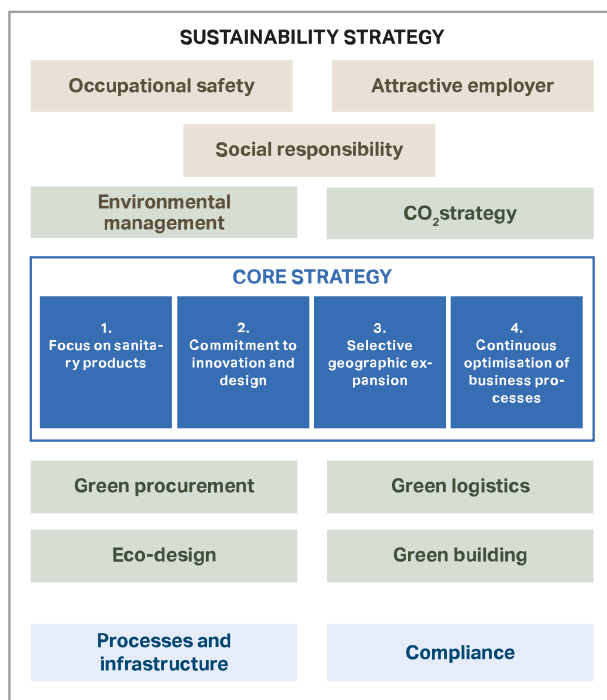 SUSTAINABILITY STRATEGY
Occupational safety
Attractive employer
Social responsibility
Environmental
management
CO₂strategy
CORE STRATEGY
1.
Focus on sanita-
ry products
2.
Commitment to
innovation and
design
3.
Selective
geographic ex-
pansion
4.
Continuous
optimisation of
business pro-
cesses
Green procurement
Green logistics
Eco-design
Green building
Processes and
infrastructure
Compliance